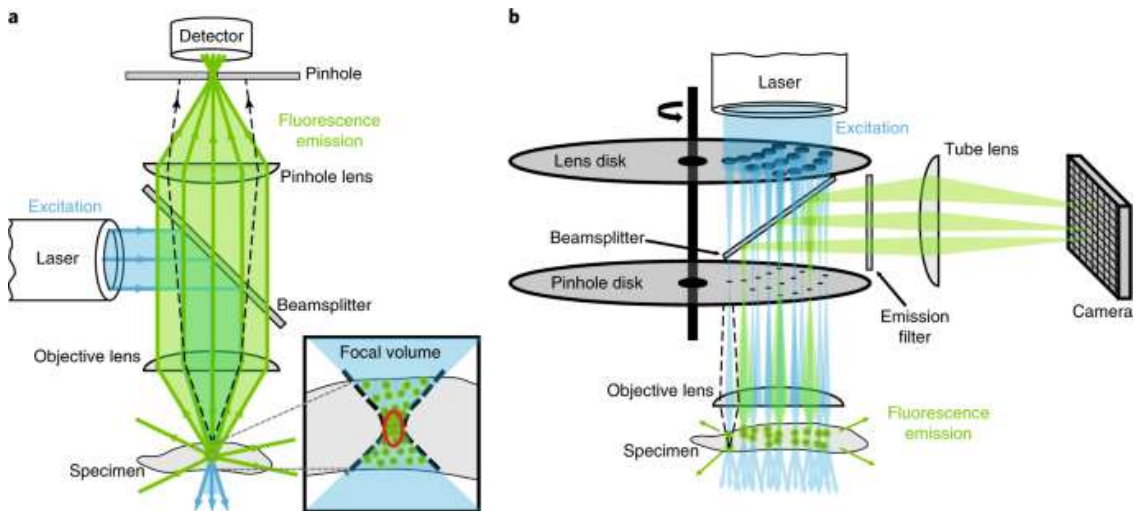 a
Detector
Pinhole
Fluorescence
emission
Pinhole lens
Excitation
Laser
Beamsplitter
Objective lens
Focal volume
Specimen
b
Laser
Excitation
Lens disk
Tube lens
Beamsplitter
Pinhole disk
Emission
filter
Camera
Objective lens
Fluorescence
emission
Specimen